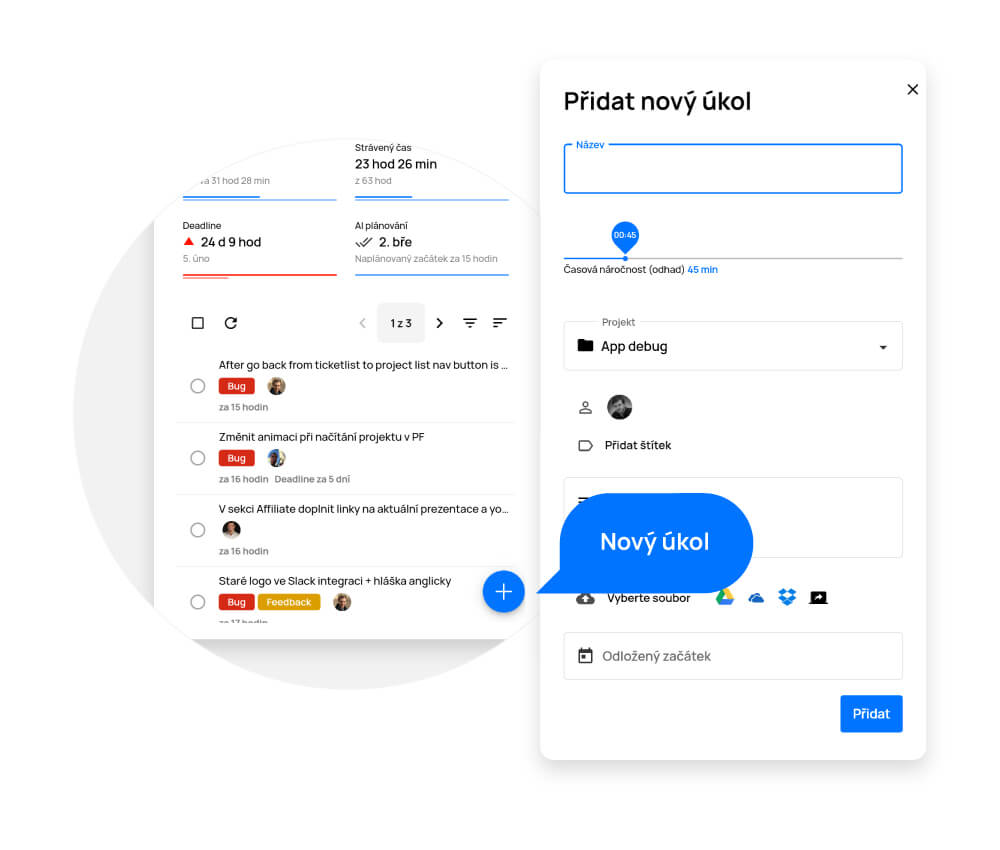 Strávený čas
23 hod 26 min
z 63 hod
31 hod 28 min
Deadline
24 d 9 hod
5. úno
AI plánování
2. bře
Naplánovaný začátek za 15 hodin
1 z 3
After go back from ticketlist to project list nav button is ...
Bug
za 15 hodin
Změnit animaci při načítání projektu v PF
Bug
za 16 hodin Deadline za 5 dní
V sekci Affiliate doplnit linky na aktuální prezentace a yo...
za 16 hodin
Staré logo ve Slack integraci + hláška anglicky
Bug Feedback
za 17 hodin
Přidat nový úkol
Název
00:45
Časová náročnost (odhad) 45 min
Projekt
App debug
Přidat štítek
Nový úkol
Vyberte soubor
Odložený začátek
Přidat